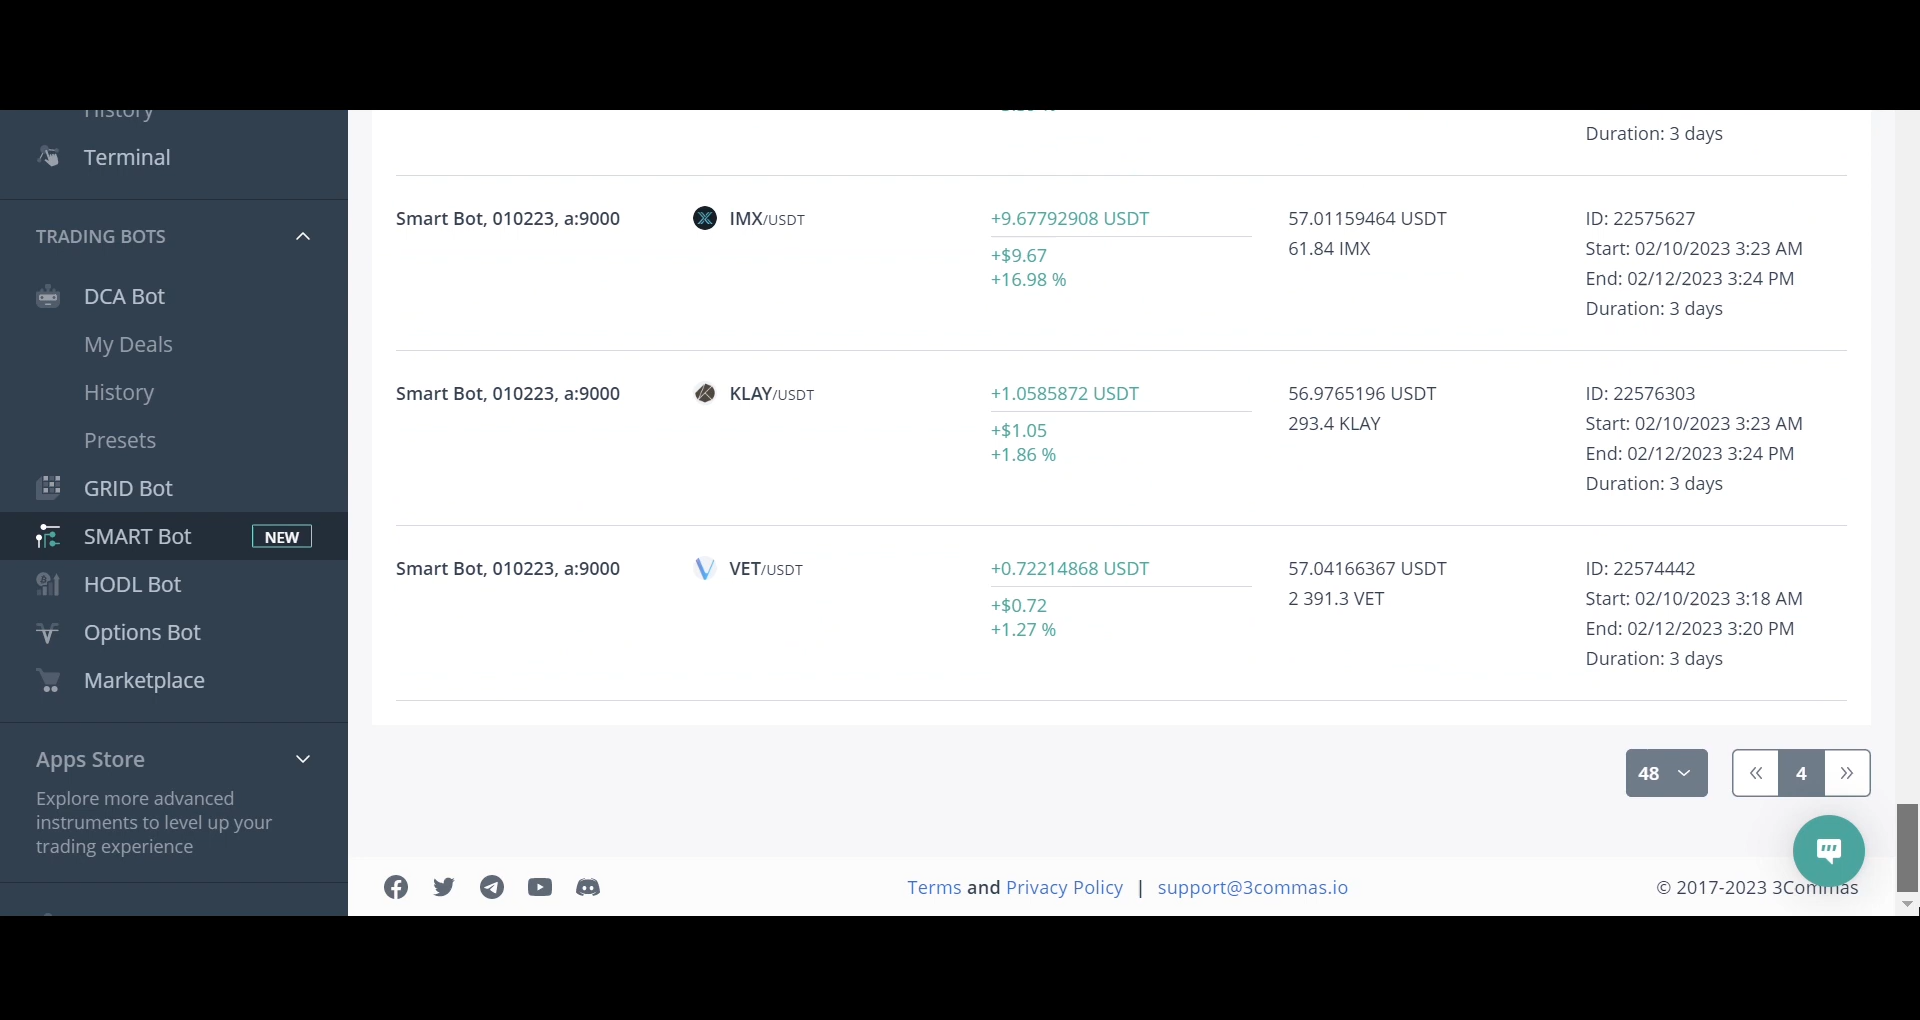 History
Terminal
TRADING BOTS
DCA Bot
My Deals
History
Presets
GRID Bot
SMART Bot NEW
HODL Bot
Options Bot
Marketplace
Apps Store
Explore more advanced
instruments to level up your
trading experience
Duration: 3 days
Smart Bot, 010223, a:9000 IMX/USDT +9.67792908 USDT 57.01159464 USDT ID: 22575627
61.84 IMX Start: 02/10/2023 3:23 AM
+$9.67
+16.98 % End: 02/12/2023 3:24 PM
Duration: 3 days
Smart Bot, 010223, a:9000 KLAY/USDT +1.0585872 USDT 56.9765196 USDT ID: 22576303
293.4 KLAY Start: 02/10/2023 3:23 AM
+$1.05
+1.86 % End: 02/12/2023 3:24 PM
Duration: 3 days
Smart Bot, 010223, a:9000 VET/USDT +0.72214868 USDT 57.04166367 USDT ID: 22574442
2 391.3 VET Start: 02/10/2023 3:18 AM
+$0.72
+1.27 % End: 02/12/2023 3:20 PM
Duration: 3 days
48 « 4 »
Terms and Privacy Policy | support@3commas.io © 2017-2023 3Commas